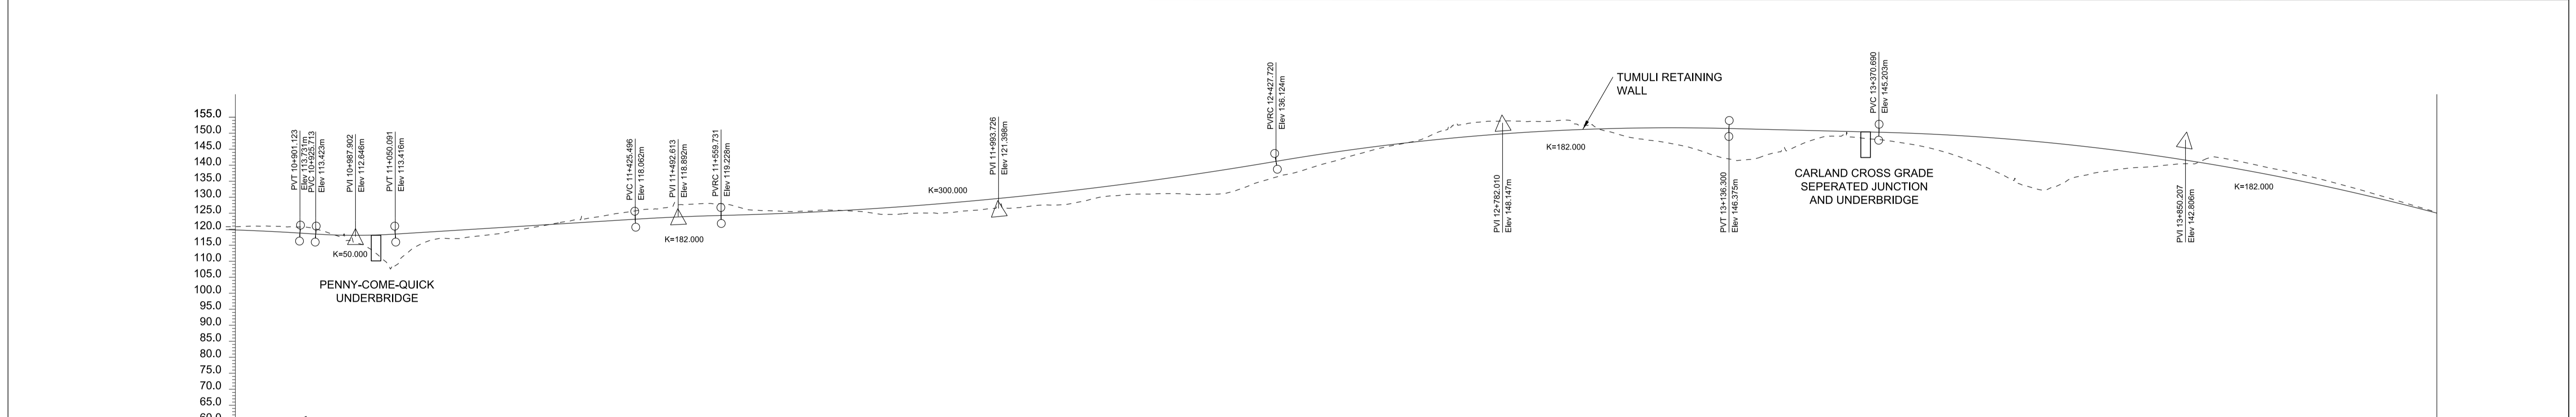 155.0
150.0
145.0
140.0
135.0
130.0
125.0
120.0
115.0
110.0
105.0
100.0
95.0
90.0
85.0
80.0
75.0
70.0
65.0
60.0
PVT 10+901.123
Elev 113.731m
PVC 10+925.713
Elev 113.423m
PVI 10+987.902
Elev 112.646m
PVT 11+050.091
Elev 113.416m
K=50.000
PENNY-COME-QUICK
UNDERBRIDGE
PVC 11+425.496
Elev 118.062m
PVI 11+492.613
Elev 118.892m
PVRC 11+559.731
Elev 119.228m
K=182.000
K=300.000
PVI 11+993.726
Elev 121.398m
PVRC 12+427.720
Elev 136.124m
PVI 12+782.010
Elev 148.147m
K=182.000
TUMULI RETAINING
WALL
PVT 13+136.300
Elev 146.375m
PVC 13+370.690
Elev 145.203m
CARLAND CROSS GRADE
SEPERATED JUNCTION
AND UNDERBRIDGE
PVI 13+850.207
Elev 142.806m
K=182.000